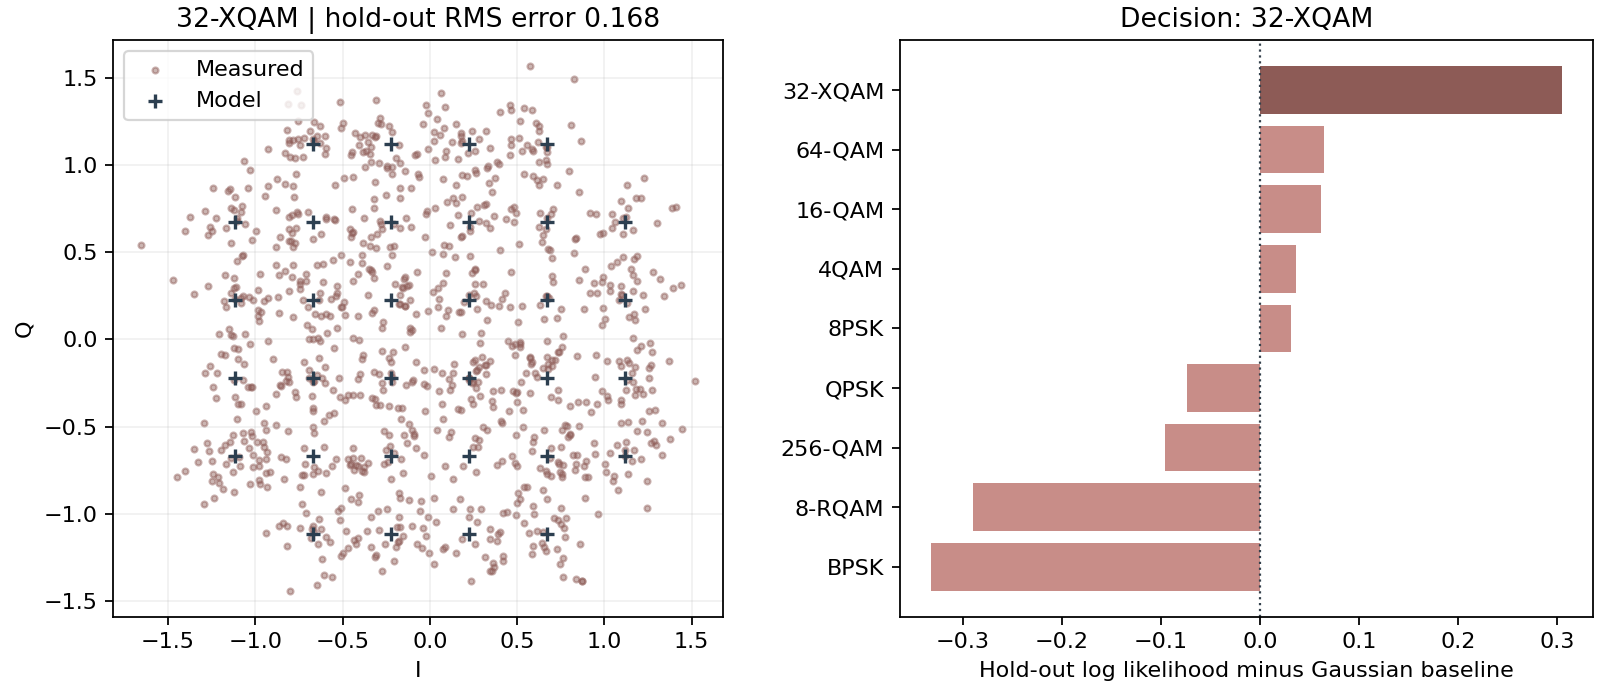 32-XQAM | hold-out RMS error 0.168
Measured
Model
1.5
1.0
0.5
0.0
−0.5
−1.0
−1.5
Q
−1.5
−1.0
−0.5
0.0
0.5
1.0
1.5
I
Decision: 32-XQAM
32-XQAM
64-QAM
16-QAM
4QAM
8PSK
QPSK
256-QAM
8-RQAM
BPSK
−0.3
−0.2
−0.1
0.0
0.1
0.2
0.3
Hold-out log likelihood minus Gaussian baseline